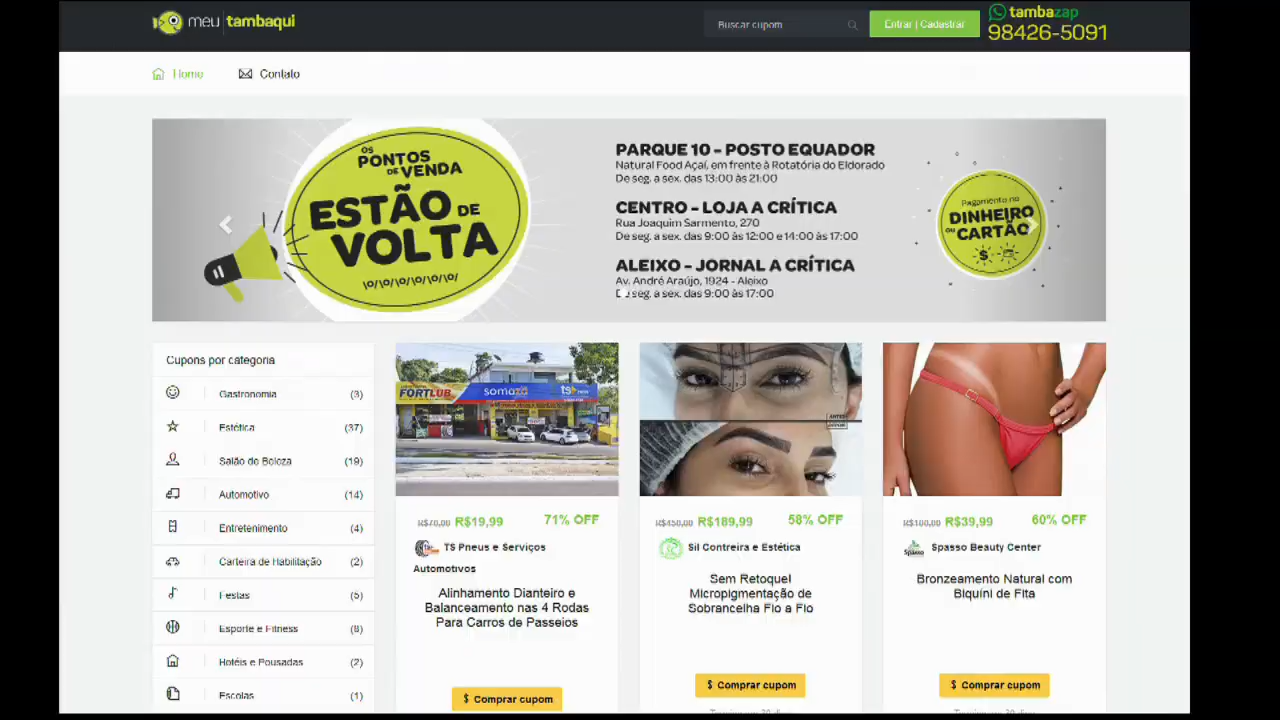 meu tambaqui
Buscar cupom
Entrar | Cadastrar
tambazap
98426-5091
Home
Contato
OS
PONTOS
DE VENDA
ESTÃO DE
VOLTA
\o/\o/\o/\o/\o/\o/
PARQUE 10 - POSTO EQUADOR
Natural Food Açaí, em frente à Rotatória do Eldorado
De seg. a sex. das 13:00 às 21:00
CENTRO - LOJA A CRÍTICA
Rua Joaquim Sarmento, 270
De seg. a sex. das 9:00 às 12:00 e 14:00 às 17:00
ALEIXO - JORNAL A CRÍTICA
Av. André Araújo, 1924 - Aleixo
De seg. a sex. das 9:00 às 17:00
Pagamento no
DINHEIRO
OU CARTÃO
$
Cupons por categoria
Gastronomia (3)
Estética (37)
Salão de Beleza (19)
Automotivo (14)
Entretenimento (4)
Carteira de Habilitação (2)
Festas (5)
Esporte e Fitness (6)
Hotéis e Pousadas (2)
Escolas (1)
FORTLUB
somazé
R$70,00 R$19,99 71% OFF
TS Pneus e Serviços
Automotivos
Alinhamento Dianteiro e
Balanceamento nas 4 Rodas
Para Carros de Passeios
$ Comprar cupom
ANTES
DEPOIS
R$450,00 R$189,99 58% OFF
Sil Contreira e Estética
Sem Retoque!
Micropigmentação de
Sobrancelha Fio a Fio
$ Comprar cupom
R$100,00 R$39,99 60% OFF
Spasso
Spasso Beauty Center
Bronzeamento Natural com
Biquíni de Fita
$ Comprar cupom